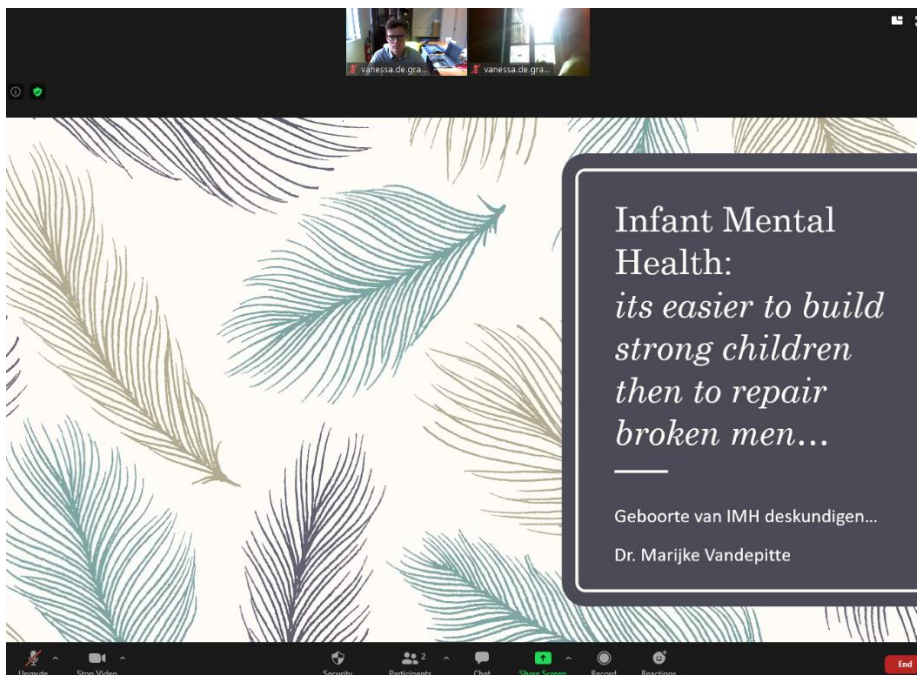 vanessa.de.gra...
vanessa.de.gra...
Infant Mental
Health:
its easier to build
strong children
then to repair
broken men...
Geboorte van IMH deskundigen...
Dr. Marijke Vandepitte
Unmute
Stop Video
Security
2
Participants
Chat
Share Screen
Record
Reactions
End